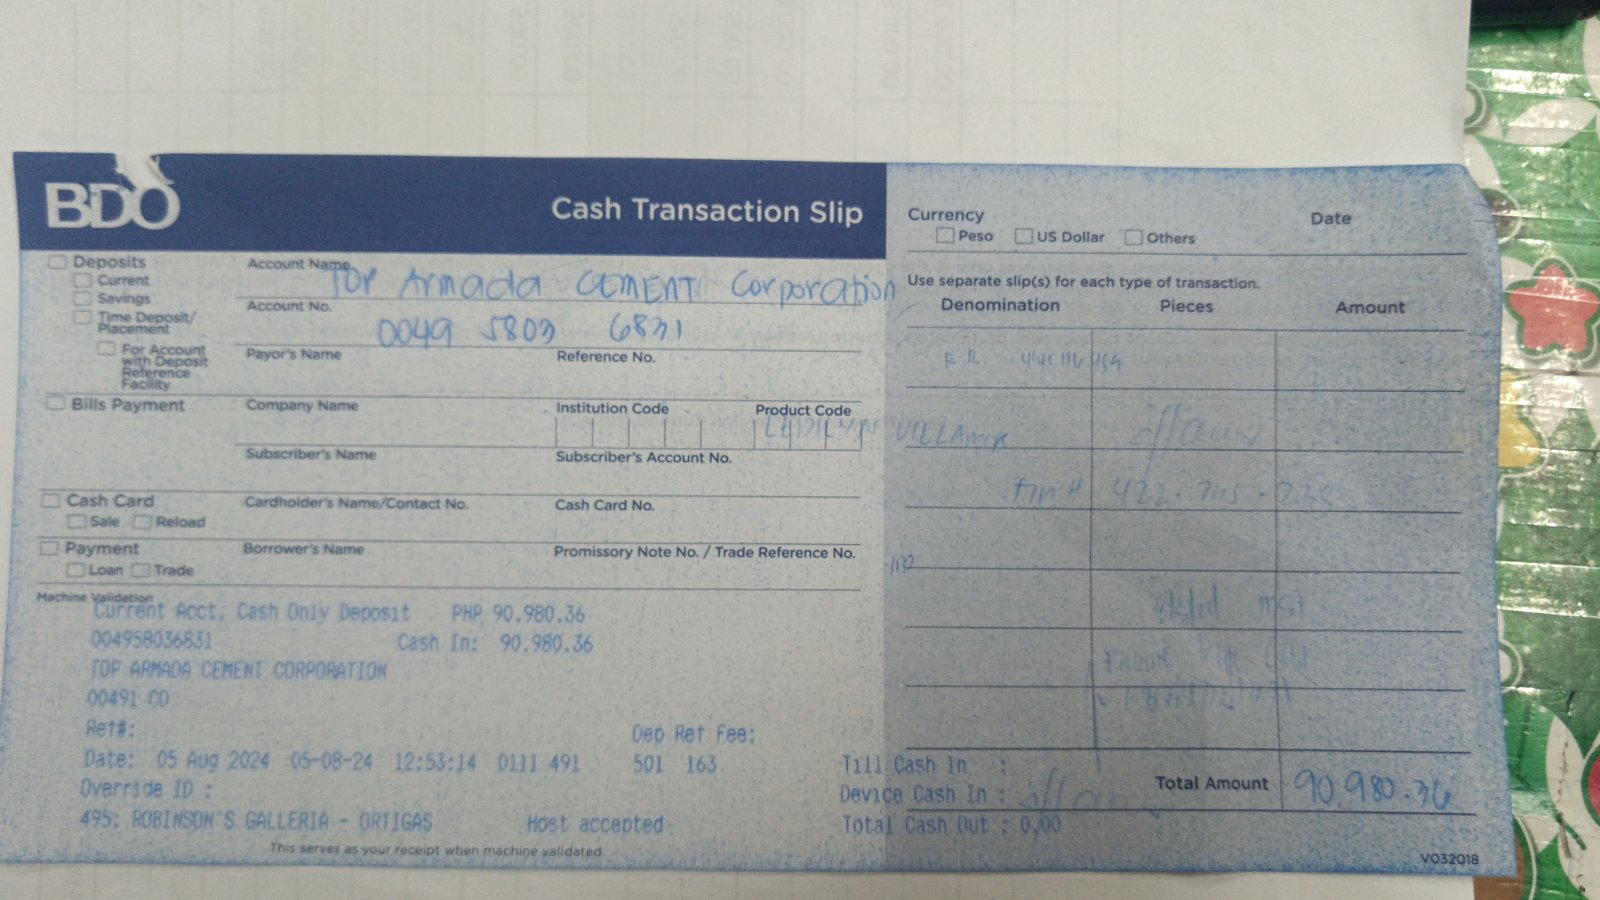 BDO
Cash Transaction Slip
Currency
Peso US Dollar Others
Date
Deposits
Current
Savings
Time Deposit/
Placement
For Account
with Deposit
Reference
Facility
Account Name
TOP Armada CEMENT Corporation
Account No.
0049 5803 6831
Payor's Name
Reference No.
Use separate slip(s) for each type of transaction.
Denomination Pieces Amount
Bills Payment
Company Name
Institution Code
Product Code
Subscriber's Name
Subscriber's Account No.
Cash Card
Sale Reload
Cardholder's Name/Contact No.
Cash Card No.
tin #
Payment
Loan Trade
Borrower's Name
Promissory Note No. / Trade Reference No.
Machine Validation
Current Acct, Cash Only Deposit PHP 90.980.36
004958036831 Cash In: 90.980.36
TOP ARMADA CEMENT CORPORATION
00491 CO
Ref#: Dep Ret Fee:
Date: 05 Aug 2024 05-08-24 12:53:14 0111 491 501 163 Till Cash In :
Override ID : Device Cash In :
495: ROBINSON'S GALLERIA - ORTIGAS Host accepted Total Cash Out : 0.00
Total Amount 90,980.36
This serves as your receipt when machine validated.
V032018